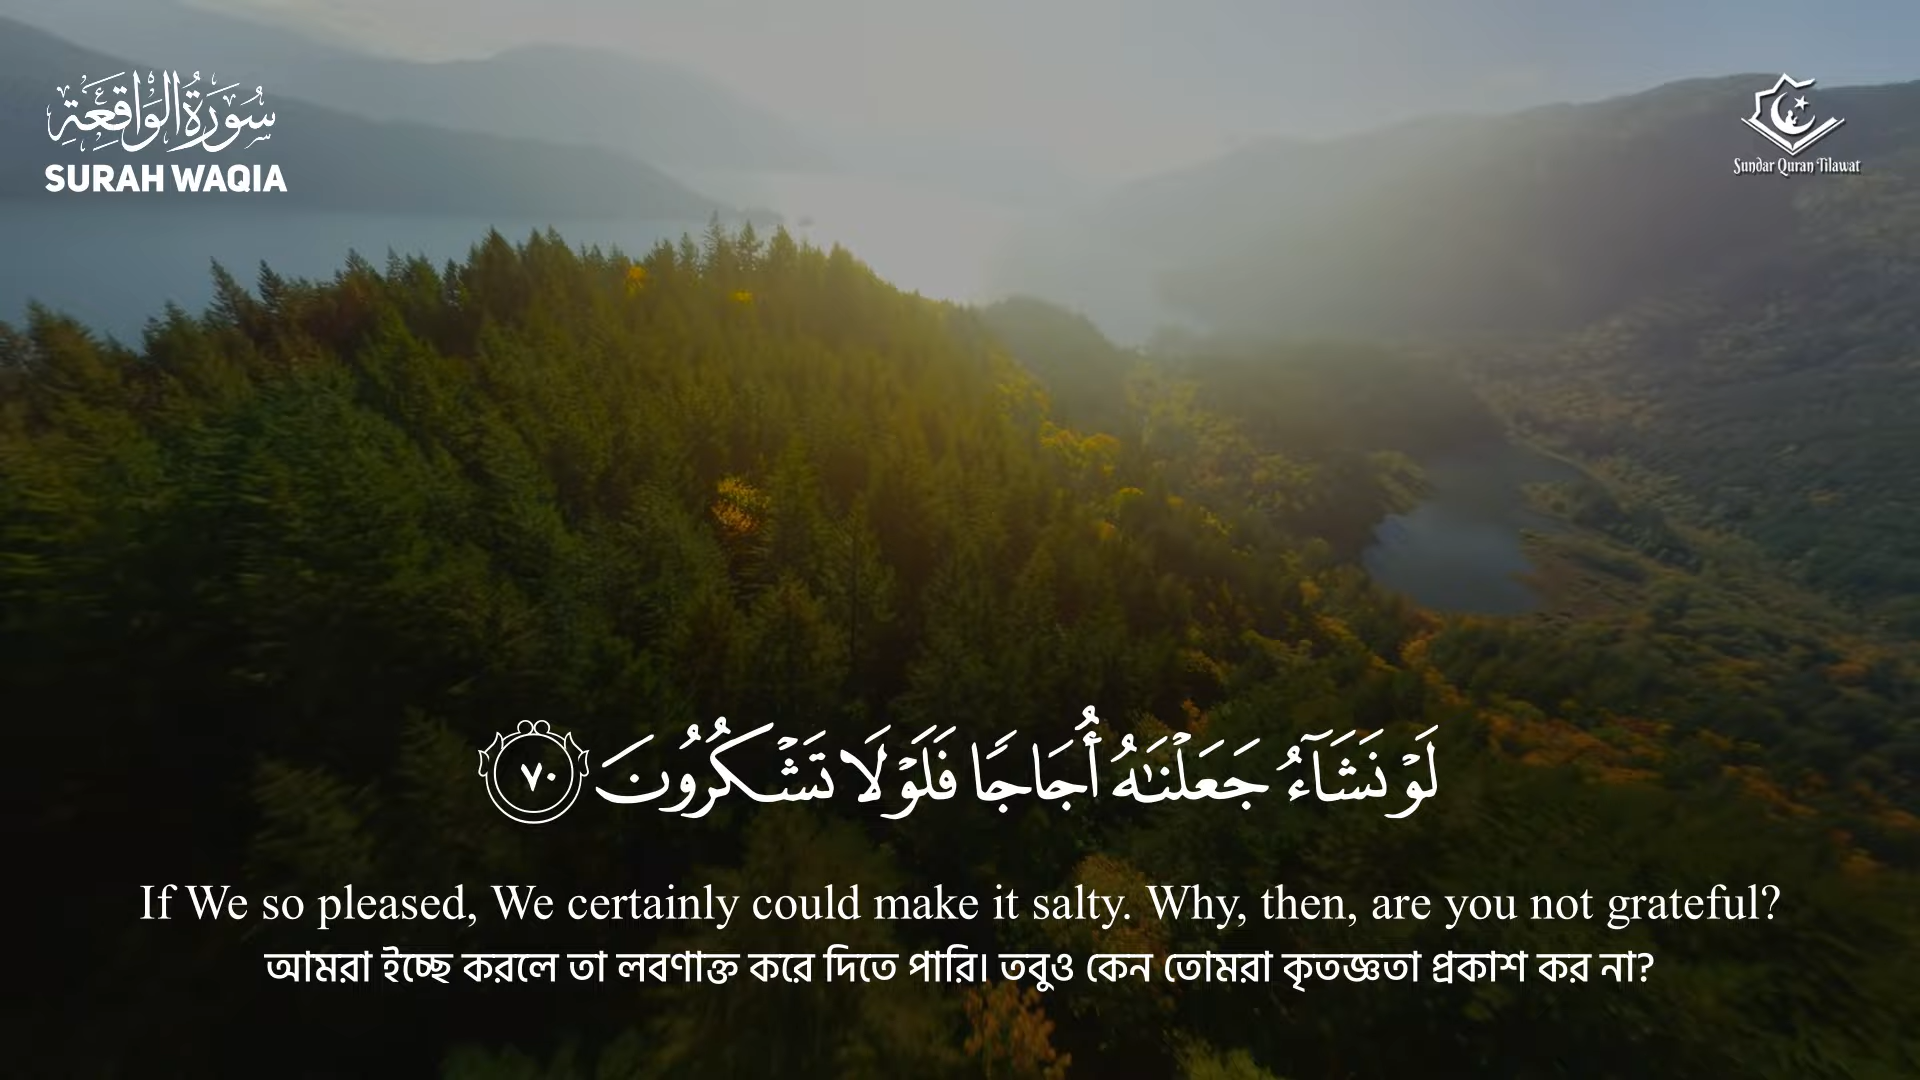 سُورَةُ الْوَاقِعَةِ
SURAH WAQIA
Sundar Quran Tilawat
لَوْ نَشَآءُ جَعَلْنَٰهُ أُجَاجًا فَلَوْلَا تَشْكُرُونَ ٧٠
If We so pleased, We certainly could make it salty. Why, then, are you not grateful?
আমরা ইচ্ছে করলে তা লবণাক্ত করে দিতে পারি। তবুও কেন তোমরা কৃতজ্ঞতা প্রকাশ কর না?